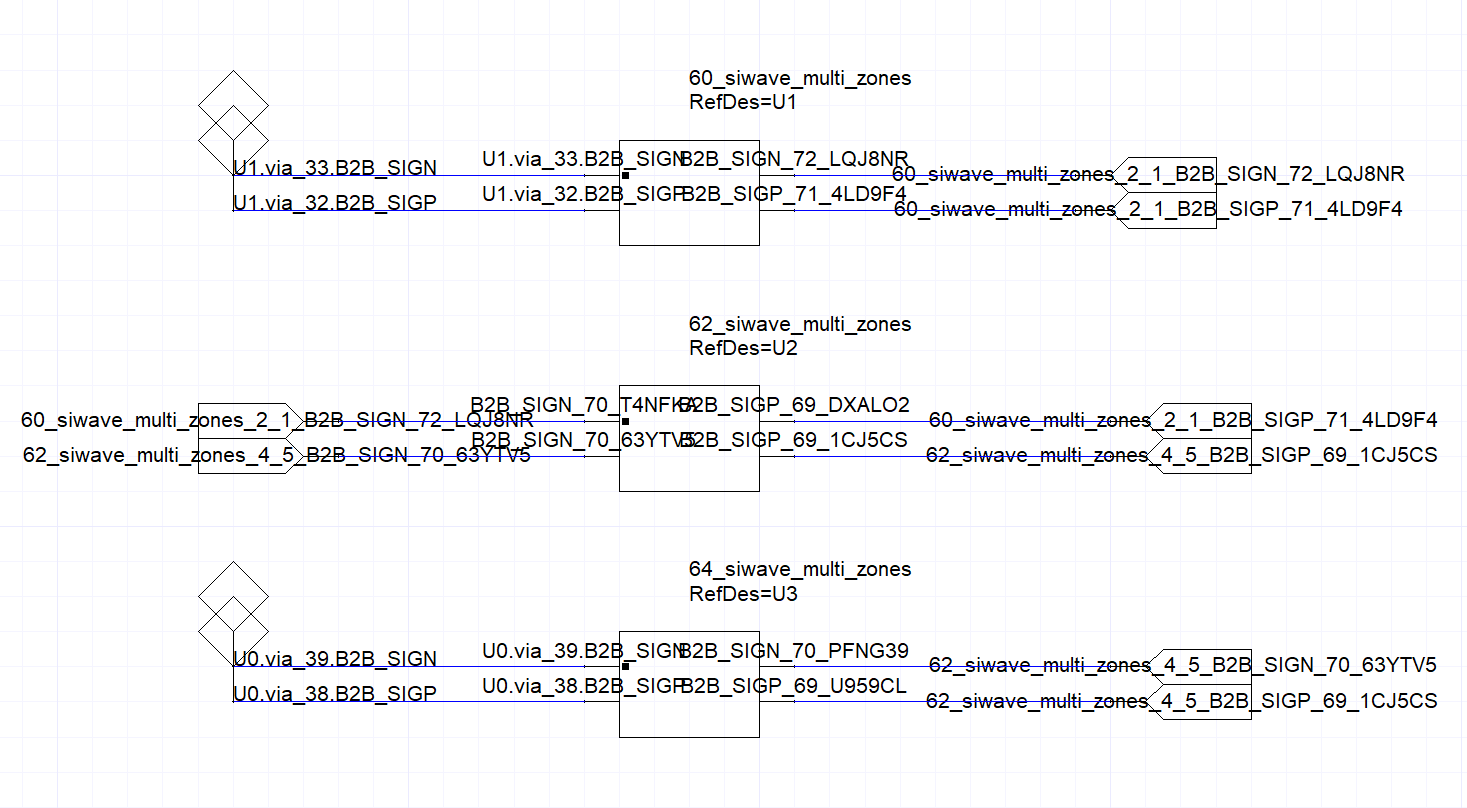 60_siwave_multi_zones
RefDes=U1
U1.via_33.B2B_SIGN
U1.via_33.B2B_SIGN
B2B_SIGN_72_LQJ8NR
60_siwave_multi_zones_2_1_B2B_SIGN_72_LQJ8NR
U1.via_32.B2B_SIGP
U1.via_32.B2B_SIGP
B2B_SIGP_71_4LD9F4
60_siwave_multi_zones_2_1_B2B_SIGP_71_4LD9F4
62_siwave_multi_zones
RefDes=U2
60_siwave_multi_zones_2_1_B2B_SIGN_72_LQJ8NR
B2B_SIGN_70_T4NFKA
B2B_SIGP_69_DXALO2
60_siwave_multi_zones_2_1_B2B_SIGP_71_4LD9F4
62_siwave_multi_zones_4_5_B2B_SIGN_70_63YTV5
B2B_SIGN_70_63YTV5
B2B_SIGP_69_1CJ5CS
62_siwave_multi_zones_4_5_B2B_SIGP_69_1CJ5CS
64_siwave_multi_zones
RefDes=U3
U0.via_39.B2B_SIGN
U0.via_39.B2B_SIGN
B2B_SIGN_70_PFNG39
62_siwave_multi_zones_4_5_B2B_SIGN_70_63YTV5
U0.via_38.B2B_SIGP
U0.via_38.B2B_SIGP
B2B_SIGP_69_U959CL
62_siwave_multi_zones_4_5_B2B_SIGP_69_1CJ5CS